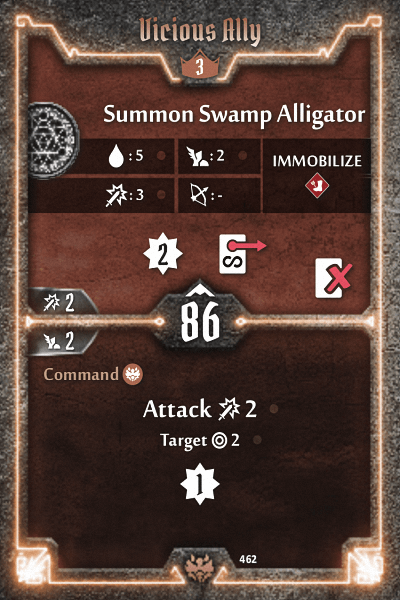 Vicious Ally
3
Summon Swamp Alligator
: 5
: 2
IMMOBILIZE
: 3
: -
2
2
86
2
Command
Attack 2
Target 2
1
462